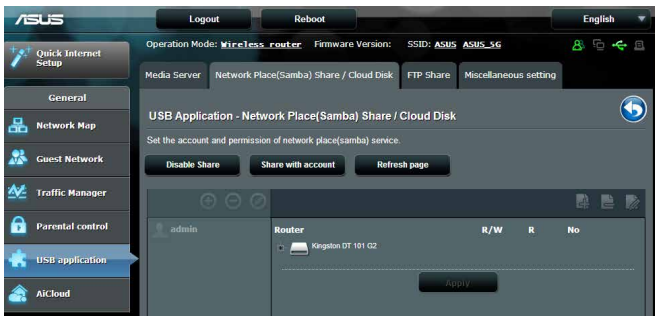 ASUS
Logout
Reboot
English
Operation Mode: Wireless router Firmware Version: SSID: ASUS ASUS_5G
Quick Internet
Setup
Media Server
Network Place(Samba) Share / Cloud Disk
FTP Share
Miscellaneous setting
General
Network Map
Guest Network
Traffic Manager
Parental control
USB application
AiCloud
USB Application - Network Place(Samba) Share / Cloud Disk
Set the account and permission of network place(samba) service.
Disable Share
Share with account
Refresh page
admin
Router R/W R No
Kingston DT 101 G2
Apply